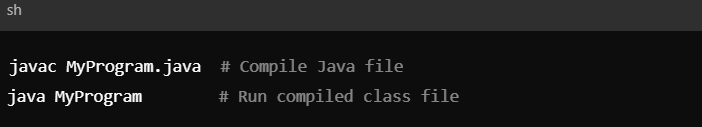 sh
javac MyProgram.java  # Compile Java file
java MyProgram        # Run compiled class file